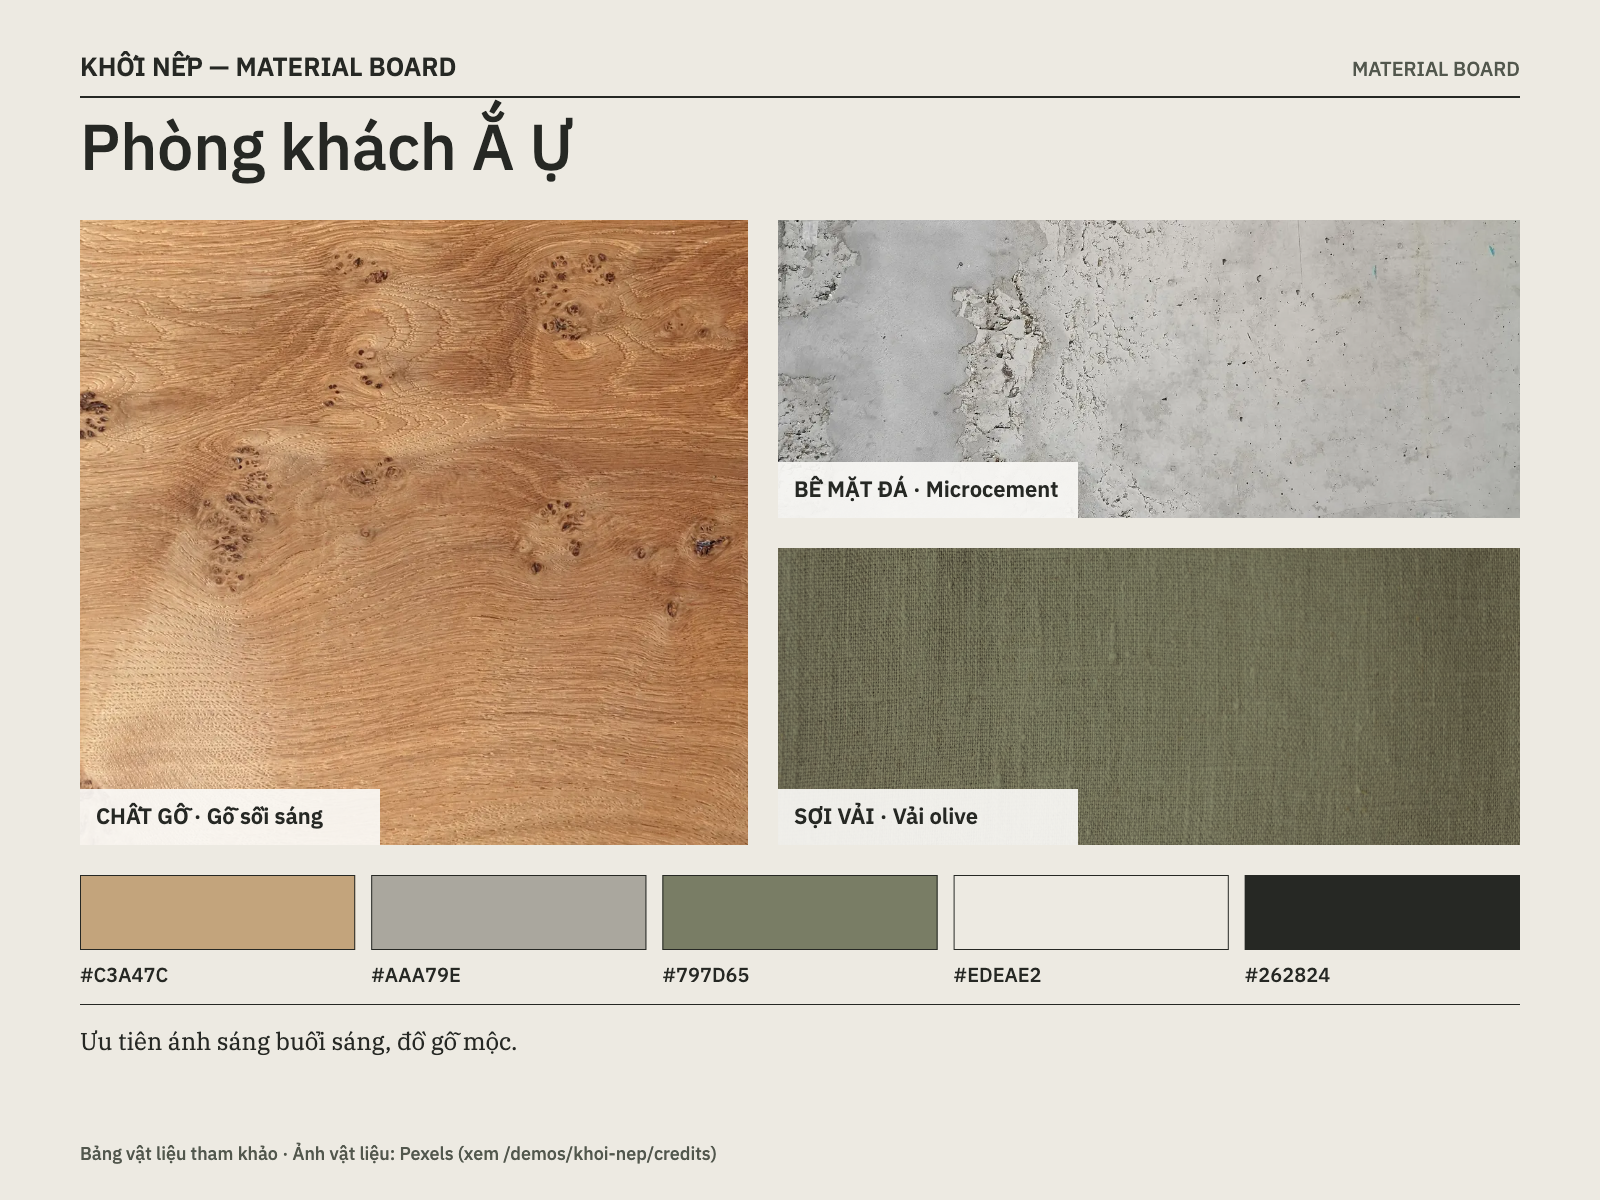 KHỐI NẾP — MATERIAL BOARD
MATERIAL BOARD
Phòng khách Ắ Ự
BỀ MẶT ĐÁ · Microcement
CHẤT GỖ · Gỗ sồi sáng
SỢI VẢI · Vải olive
#C3A47C
#AAA79E
#797D65
#EDEAE2
#262824
Ưu tiên ánh sáng buổi sáng, đồ gỗ mộc.
Bảng vật liệu tham khảo · Ảnh vật liệu: Pexels (xem /demos/khoi-nep/credits)